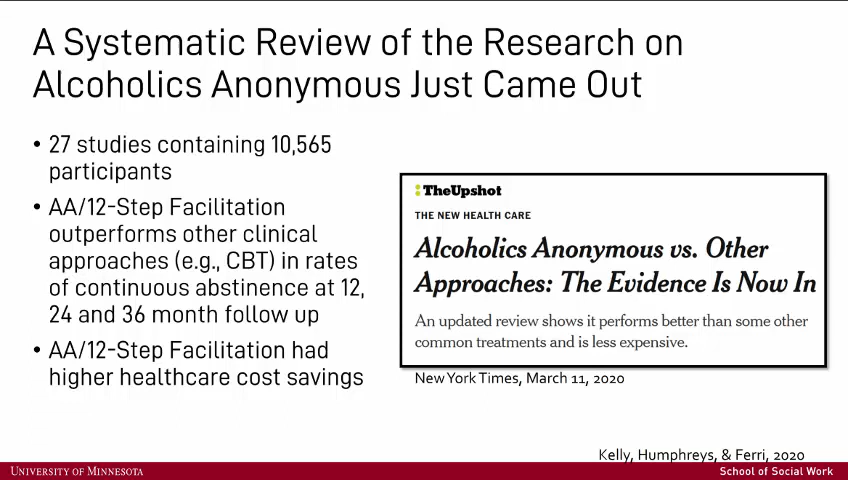 A Systematic Review of the Research on
Alcoholics Anonymous Just Came Out
• 27 studies containing 10,565
participants
• AA/12-Step Facilitation
outperforms other clinical
approaches (e.g., CBT) in rates
of continuous abstinence at 12,
24 and 36 month follow up
• AA/12-Step Facilitation had
higher healthcare cost savings
TheUpshot
THE NEW HEALTH CARE
Alcoholics Anonymous vs. Other
Approaches: The Evidence Is Now In
An updated review shows it performs better than some other
common treatments and is less expensive.
New York Times, March 11, 2020
Kelly, Humphreys, & Ferri, 2020
UNIVERSITY OF MINNESOTA
School of Social Work